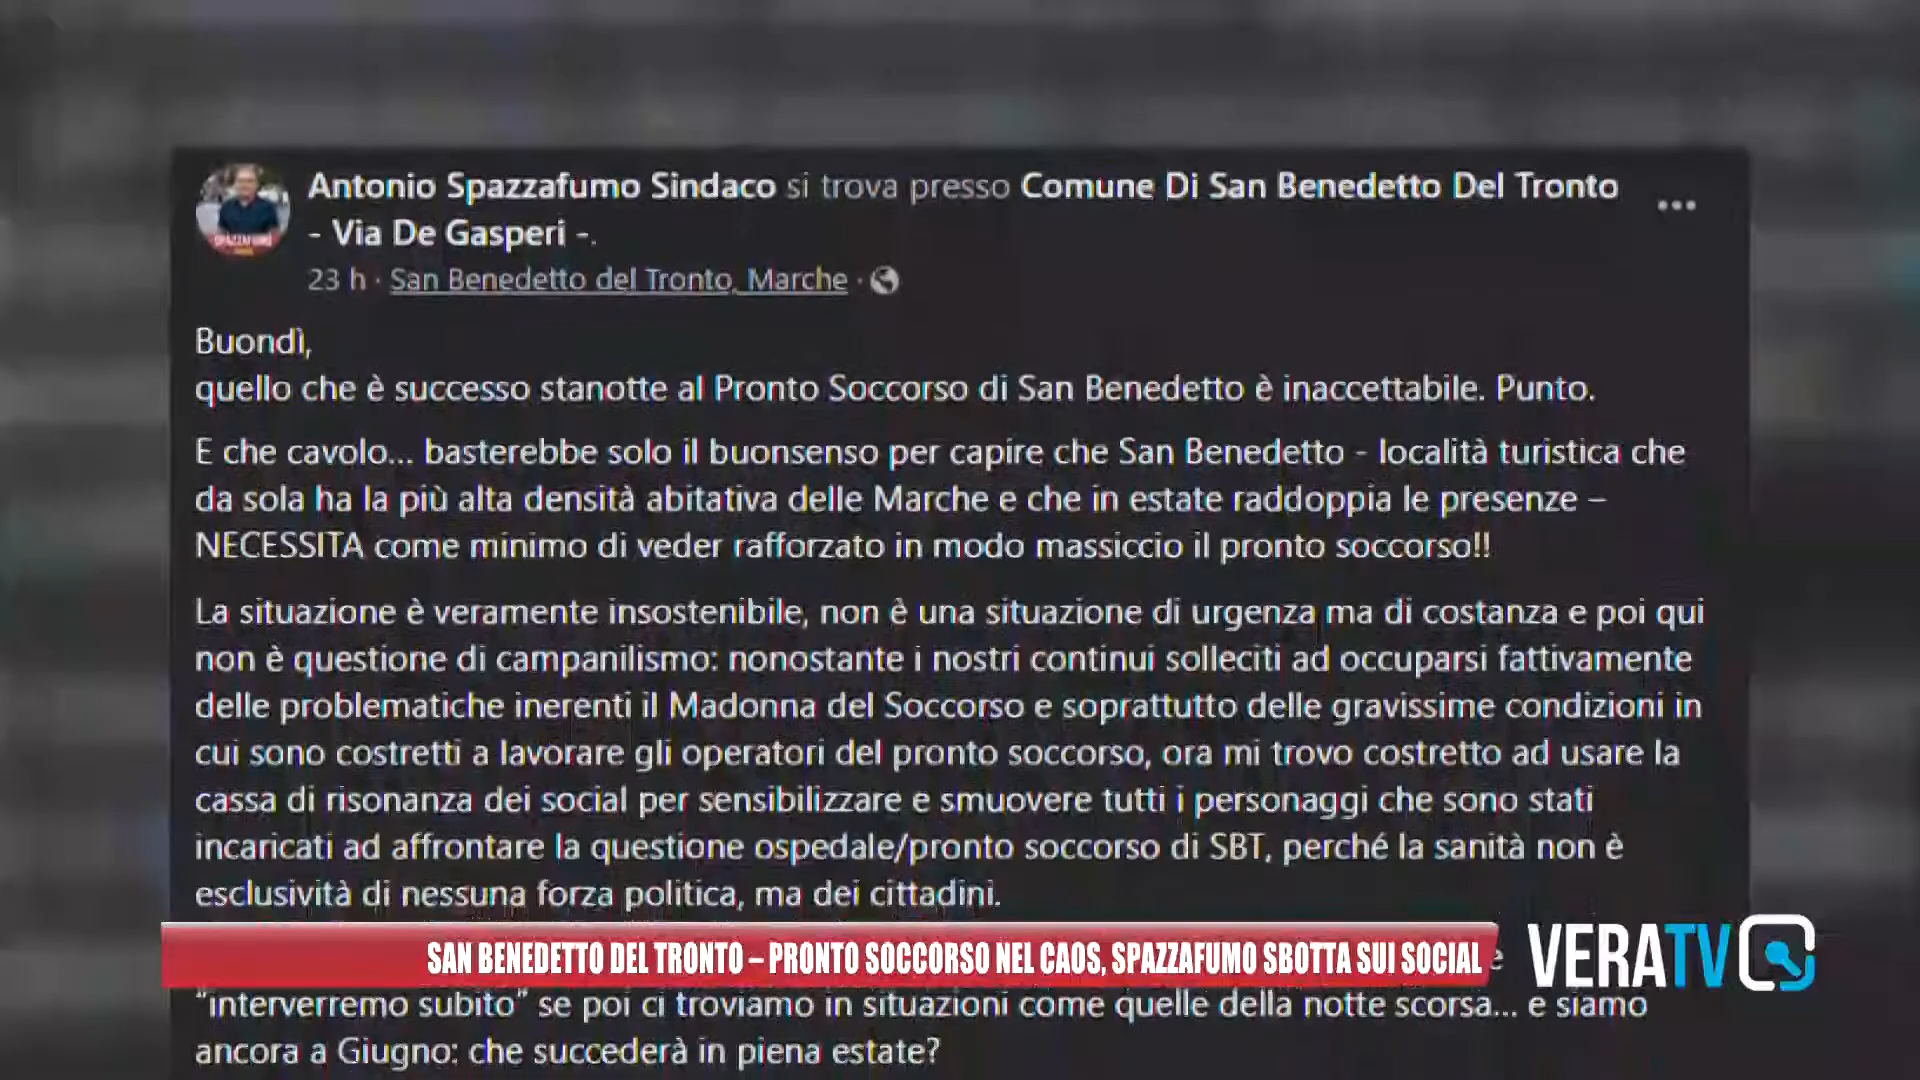 Antonio Spazzafumo Sindaco si trova presso Comune Di San Benedetto Del Tronto
- Via De Gasperi -.
23 h · San Benedetto del Tronto, Marche ·
Buondì,
quello che è successo stanotte al Pronto Soccorso di San Benedetto è inaccettabile. Punto.
E che cavolo... basterebbe solo il buonsenso per capire che San Benedetto - località turistica che
da sola ha la più alta densità abitativa delle Marche e che in estate raddoppia le presenze –
NECESSITA come minimo di veder rafforzato in modo massiccio il pronto soccorso!!
La situazione è veramente insostenibile, non è una situazione di urgenza ma di costanza e poi qui
non è questione di campanilismo: nonostante i nostri continui solleciti ad occuparsi fattivamente
delle problematiche inerenti il Madonna del Soccorso e soprattutto delle gravissime condizioni in
cui sono costretti a lavorare gli operatori del pronto soccorso, ora mi trovo costretto ad usare la
cassa di risonanza dei social per sensibilizzare e smuovere tutti i personaggi che sono stati
incaricati ad affrontare la questione ospedale/pronto soccorso di SBT, perché la sanità non è
esclusività di nessuna forza politica, ma dei cittadini.
SAN BENEDETTO DEL TRONTO – PRONTO SOCCORSO NEL CAOS, SPAZZAFUMO SBOTTA SUI SOCIAL
VERATV
"interverremo subito" se poi ci troviamo in situazioni come quelle della notte scorsa... e siamo
ancora a Giugno: che succederà in piena estate?